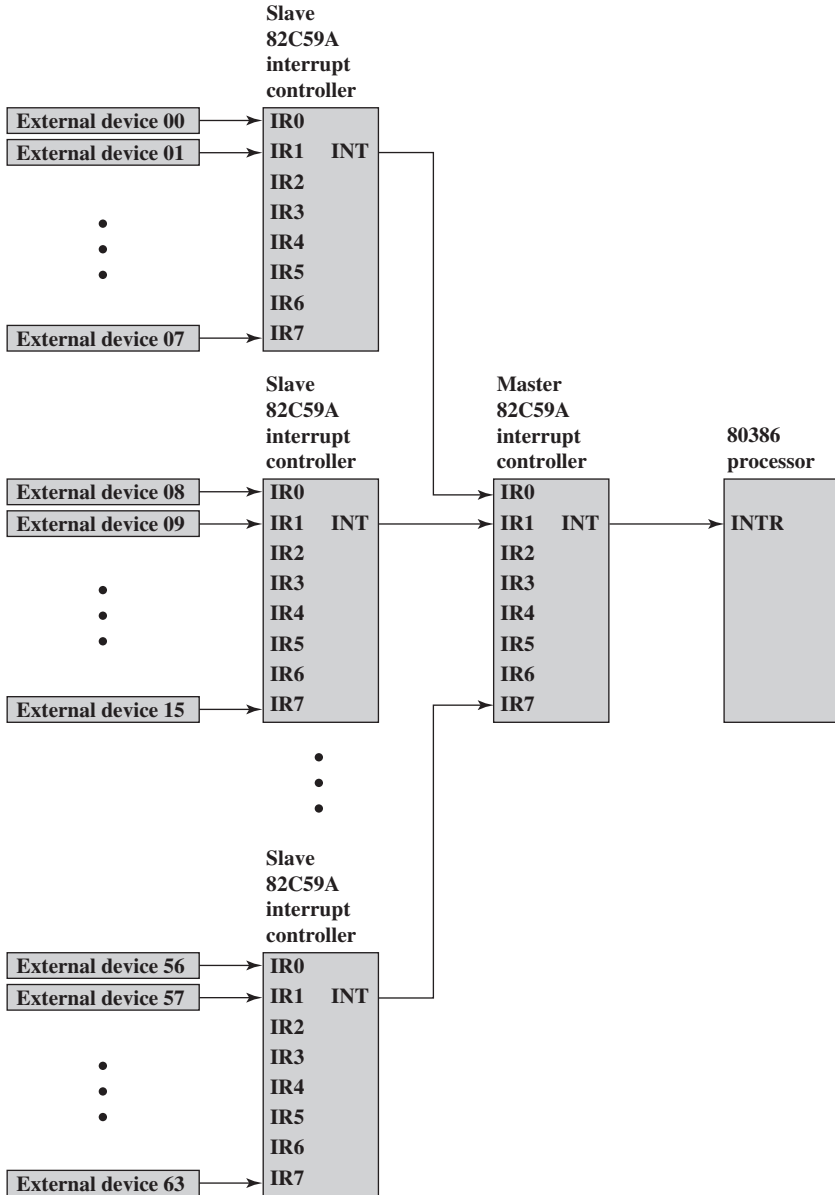 Slave
82C59A
interrupt
controller
External device 00
IR0
External device 01
IR1 INT
IR2
IR3
IR4
IR5
IR6
External device 07
IR7
Slave
82C59A
interrupt
controller
External device 08
IR0
External device 09
IR1 INT
IR2
IR3
IR4
IR5
IR6
External device 15
IR7
Master
82C59A
interrupt
controller
IR0
IR1 INT
IR2
IR3
IR4
IR5
IR6
IR7
80386
processor
INTR
Slave
82C59A
interrupt
controller
External device 56
IR0
External device 57
IR1 INT
IR2
IR3
IR4
IR5
IR6
External device 63
IR7